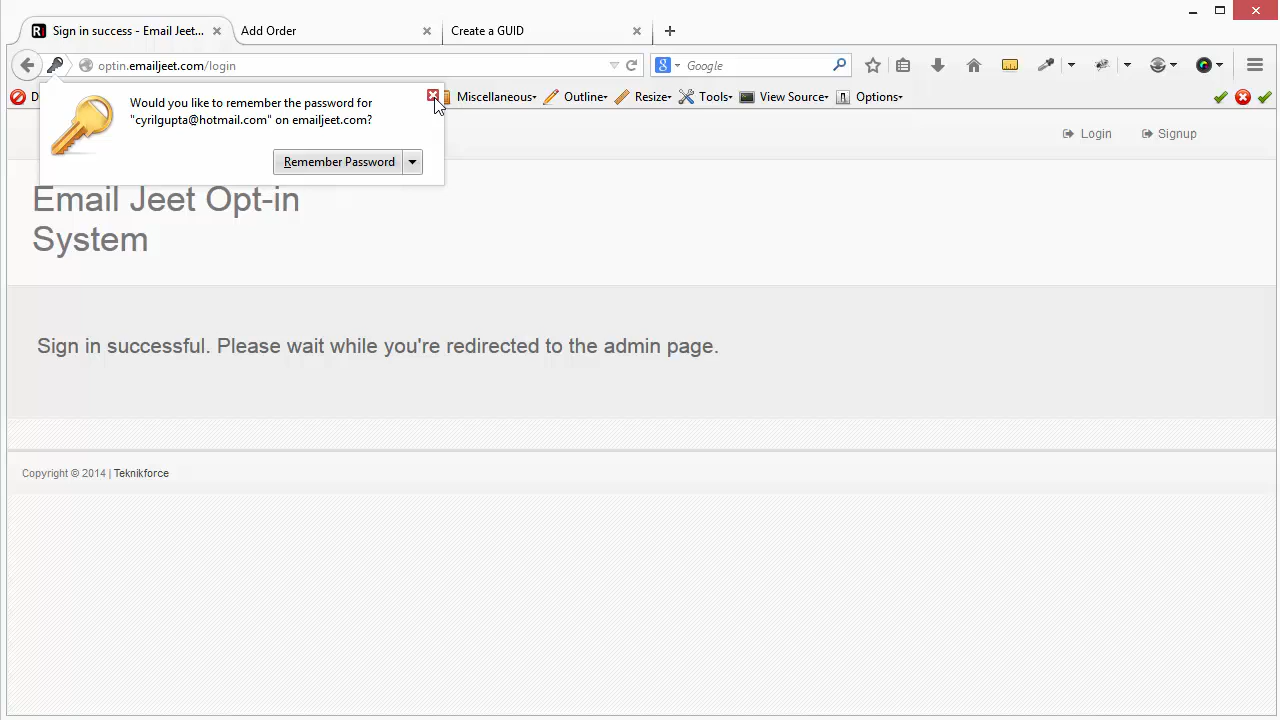 Sign in success - Email Jeet...
Add Order
Create a GUID
optin.emailjeet.com/login
Google
D
Miscellaneous
Outline
Resize
Tools
View Source
Options
Would you like to remember the password for
"cyrilgupta@hotmail.com" on emailjeet.com?
Remember Password
Login
Signup
Email Jeet Opt-in
System
Sign in successful. Please wait while you're redirected to the admin page.
Copyright © 2014 | Teknikforce